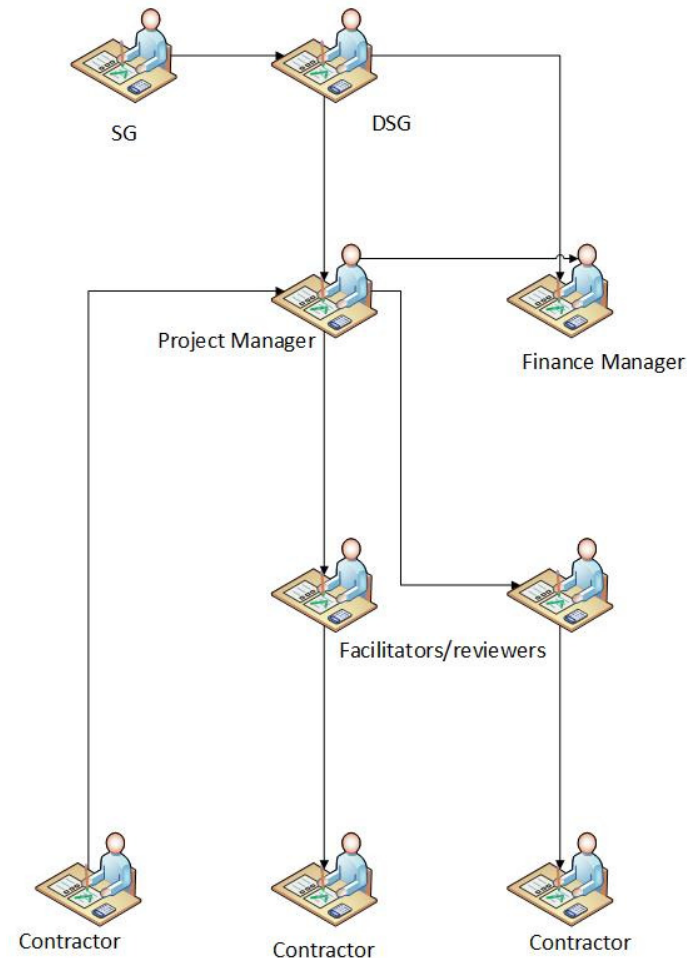 SG
DSG
Project Manager
Finance Manager
Facilitators/reviewers
Contractor
Contractor
Contractor